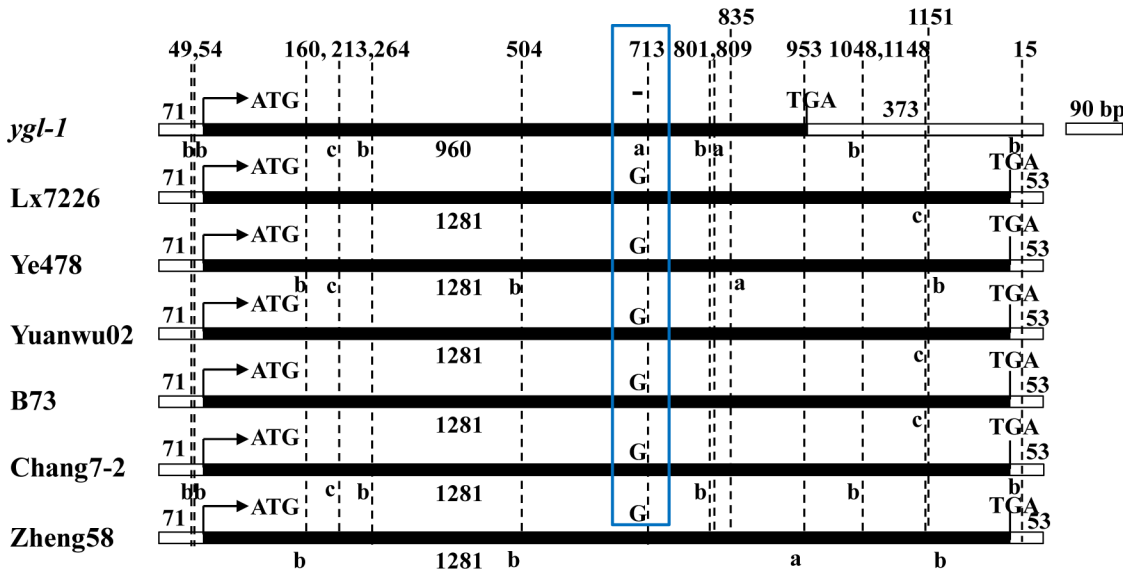 835 1151
49,54 160, 213,264 504 713 801,809 953 1048,1148 15
71 ATG - TGA 373 90 bp
ygl-1
bb c b 960 a b a b b
71 ATG G TGA 53
Lx7226
1281 c
71 ATG G TGA 53
Ye478
b c 1281 b a b
71 ATG G TGA 53
Yuanwu02
1281 c
71 ATG G TGA 53
B73
1281 c
71 ATG G TGA 53
Chang7-2
bb c b 1281 b b b
71 ATG G TGA 53
Zheng58
b 1281 b a b